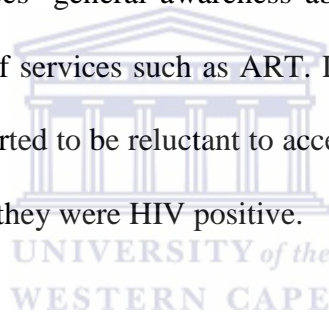 general awareness as
f services such as ART. I
rted to be reluctant to acce
they were HIV positive.
UNIVERSITY of the
WESTERN CAPE